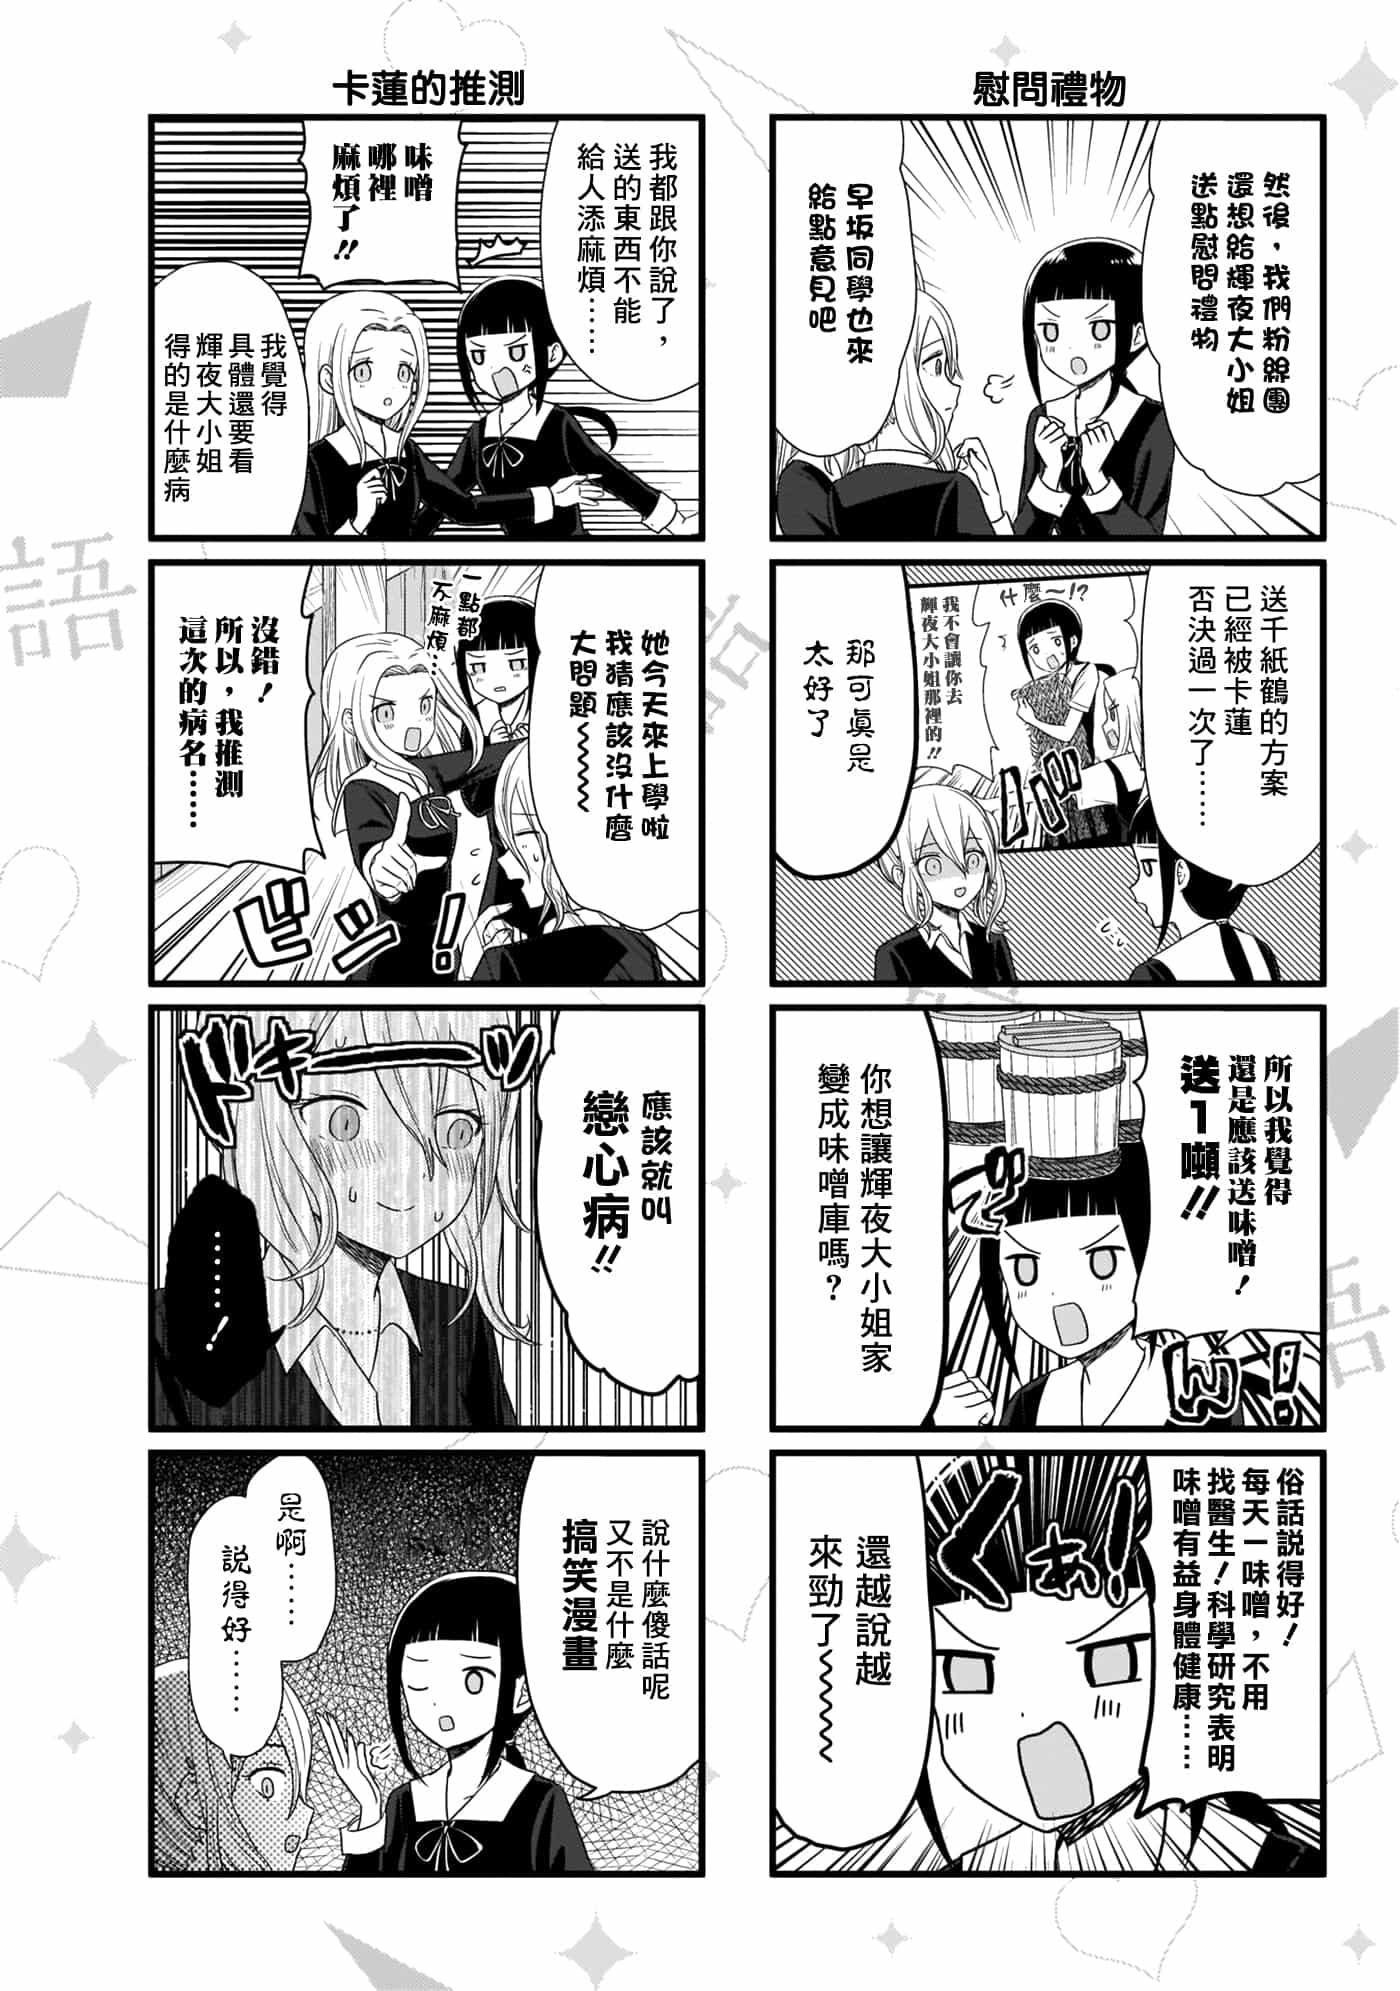 慰問禮物
然後，我們粉絲團
還想給輝夜大小姐
送點慰問禮物
早坂同學也來
給點意見吧
送千紙鶴的方案
已經被卡蓮
否決過一次了……
什麼～!?
我不會讓你去
輝夜大小姐那裡的!!
那可真是
太好了
所以我覺得
還是應該送味噌！
送1噸!!
你想讓輝夜大小姐家
變成味噌庫嗎？
俗話說得好！
每天一味噌，不用
找醫生！科學研究表明
味噌有益身體健康……
くぁ！
還越說越
來勁了～～～～
卡蓮的推測
我都跟你說了，
送的東西不能
給人添麻煩……
味噌
哪裡
麻煩了!!
我覺得
具體還要看
輝夜大小姐
得的是什麼病
她今天來上學啦
我猜應該沒什麼
大問題～～～～
一點都
不麻煩…
沒錯！
所以，我推測
這次的病名……
ビシッ！
應該就叫
戀心病!!
ドキーーッ
……！
說什麼傻話呢
又不是什麼
搞笑漫畫
是啊……
說得好……
語
語